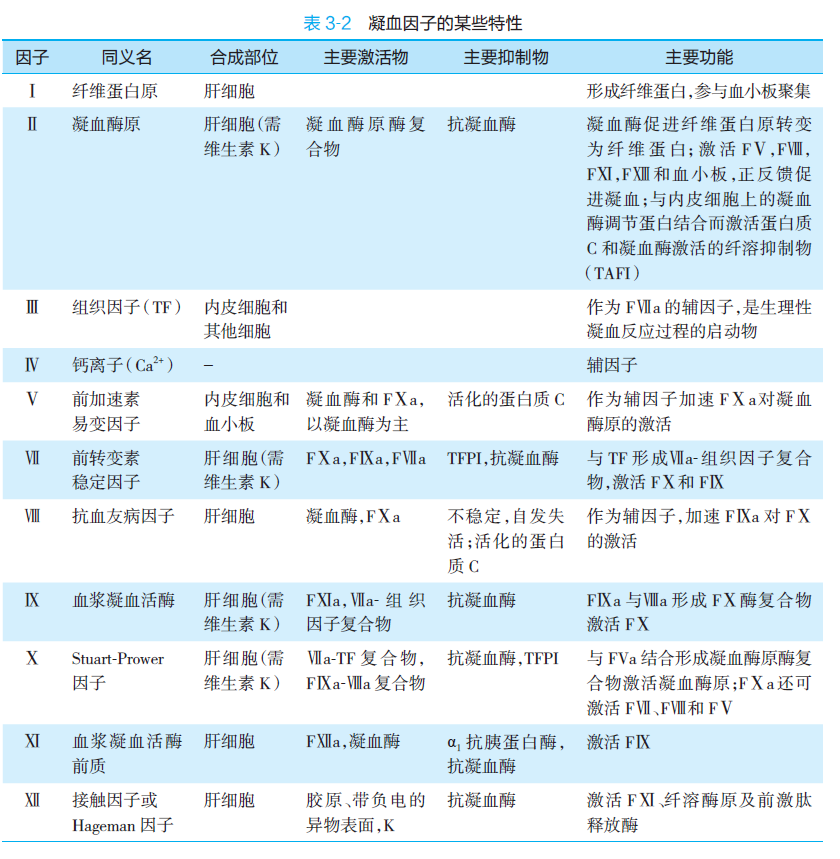 表 3-2 凝血因子的某些特性
因子 同义名 合成部位 主要激活物 主要抑制物 主要功能
Ⅰ 纤维蛋白原 肝细胞 形成纤维蛋白,参与血小板聚集
Ⅱ 凝血酶原 肝细胞(需 凝血酶原酶复 抗凝血酶 凝血酶促进纤维蛋白原转变
维生素 K) 合物 为纤维蛋白;激活 FⅤ,FⅧ,
FⅪ,FⅩⅢ和血小板,正反馈促
进凝血;与内皮细胞上的凝血
酶调节蛋白结合而激活蛋白质
C 和凝血酶激活的纤溶抑制物
(TAFI)
Ⅲ 组织因子(TF) 内皮细胞和 作为 FⅦa的辅因子,是生理性
其他细胞 凝血反应过程的启动物
Ⅳ 钙离子(Ca²⁺) – 辅因子
Ⅴ 前加速素 内皮细胞和 凝血酶和 FⅩa, 活化的蛋白质 C 作为辅因子加速 FⅩa对凝血
易变因子 血小板 以凝血酶为主 酶原的激活
Ⅶ 前转变素 肝细胞(需 FⅩa,FⅨa,FⅦa TFPI,抗凝血酶 与 TF 形成Ⅶa-组织因子复合
稳定因子 维生素 K) 物,激活 FⅩ和 FⅨ
Ⅷ 抗血友病因子 肝细胞 凝血酶,FⅩa 不稳定,自发失 作为辅因子,加速 FⅨa 对 FⅩ
活;活化的蛋白 的激活
质 C
Ⅸ 血浆凝血活酶 肝细胞(需 FⅪa,Ⅶa- 组织 抗凝血酶 FⅨa 与Ⅷa 形成 FⅩ酶复合物
维生素 K) 因子复合物 激活 FⅩ
Ⅹ Stuart-Prower 肝细胞(需 Ⅶa-TF 复合物, 抗凝血酶,TFPI 与 FVa 结合形成凝血酶原酶复
因子 维生素 K) FⅨa-Ⅷa 复合物 合物激活凝血酶原;FⅩa还可
激活 FⅦ、FⅧ和 FⅤ
Ⅺ 血浆凝血活酶 肝细胞 FⅫa,凝血酶 α₁抗胰蛋白酶, 激活 FⅨ
前质 抗凝血酶
Ⅻ 接触因子或 肝细胞 胶原、带负电的 抗凝血酶 激活 FⅪ、纤溶酶原及前激肽
Hageman 因子 异物表面,K 释放酶